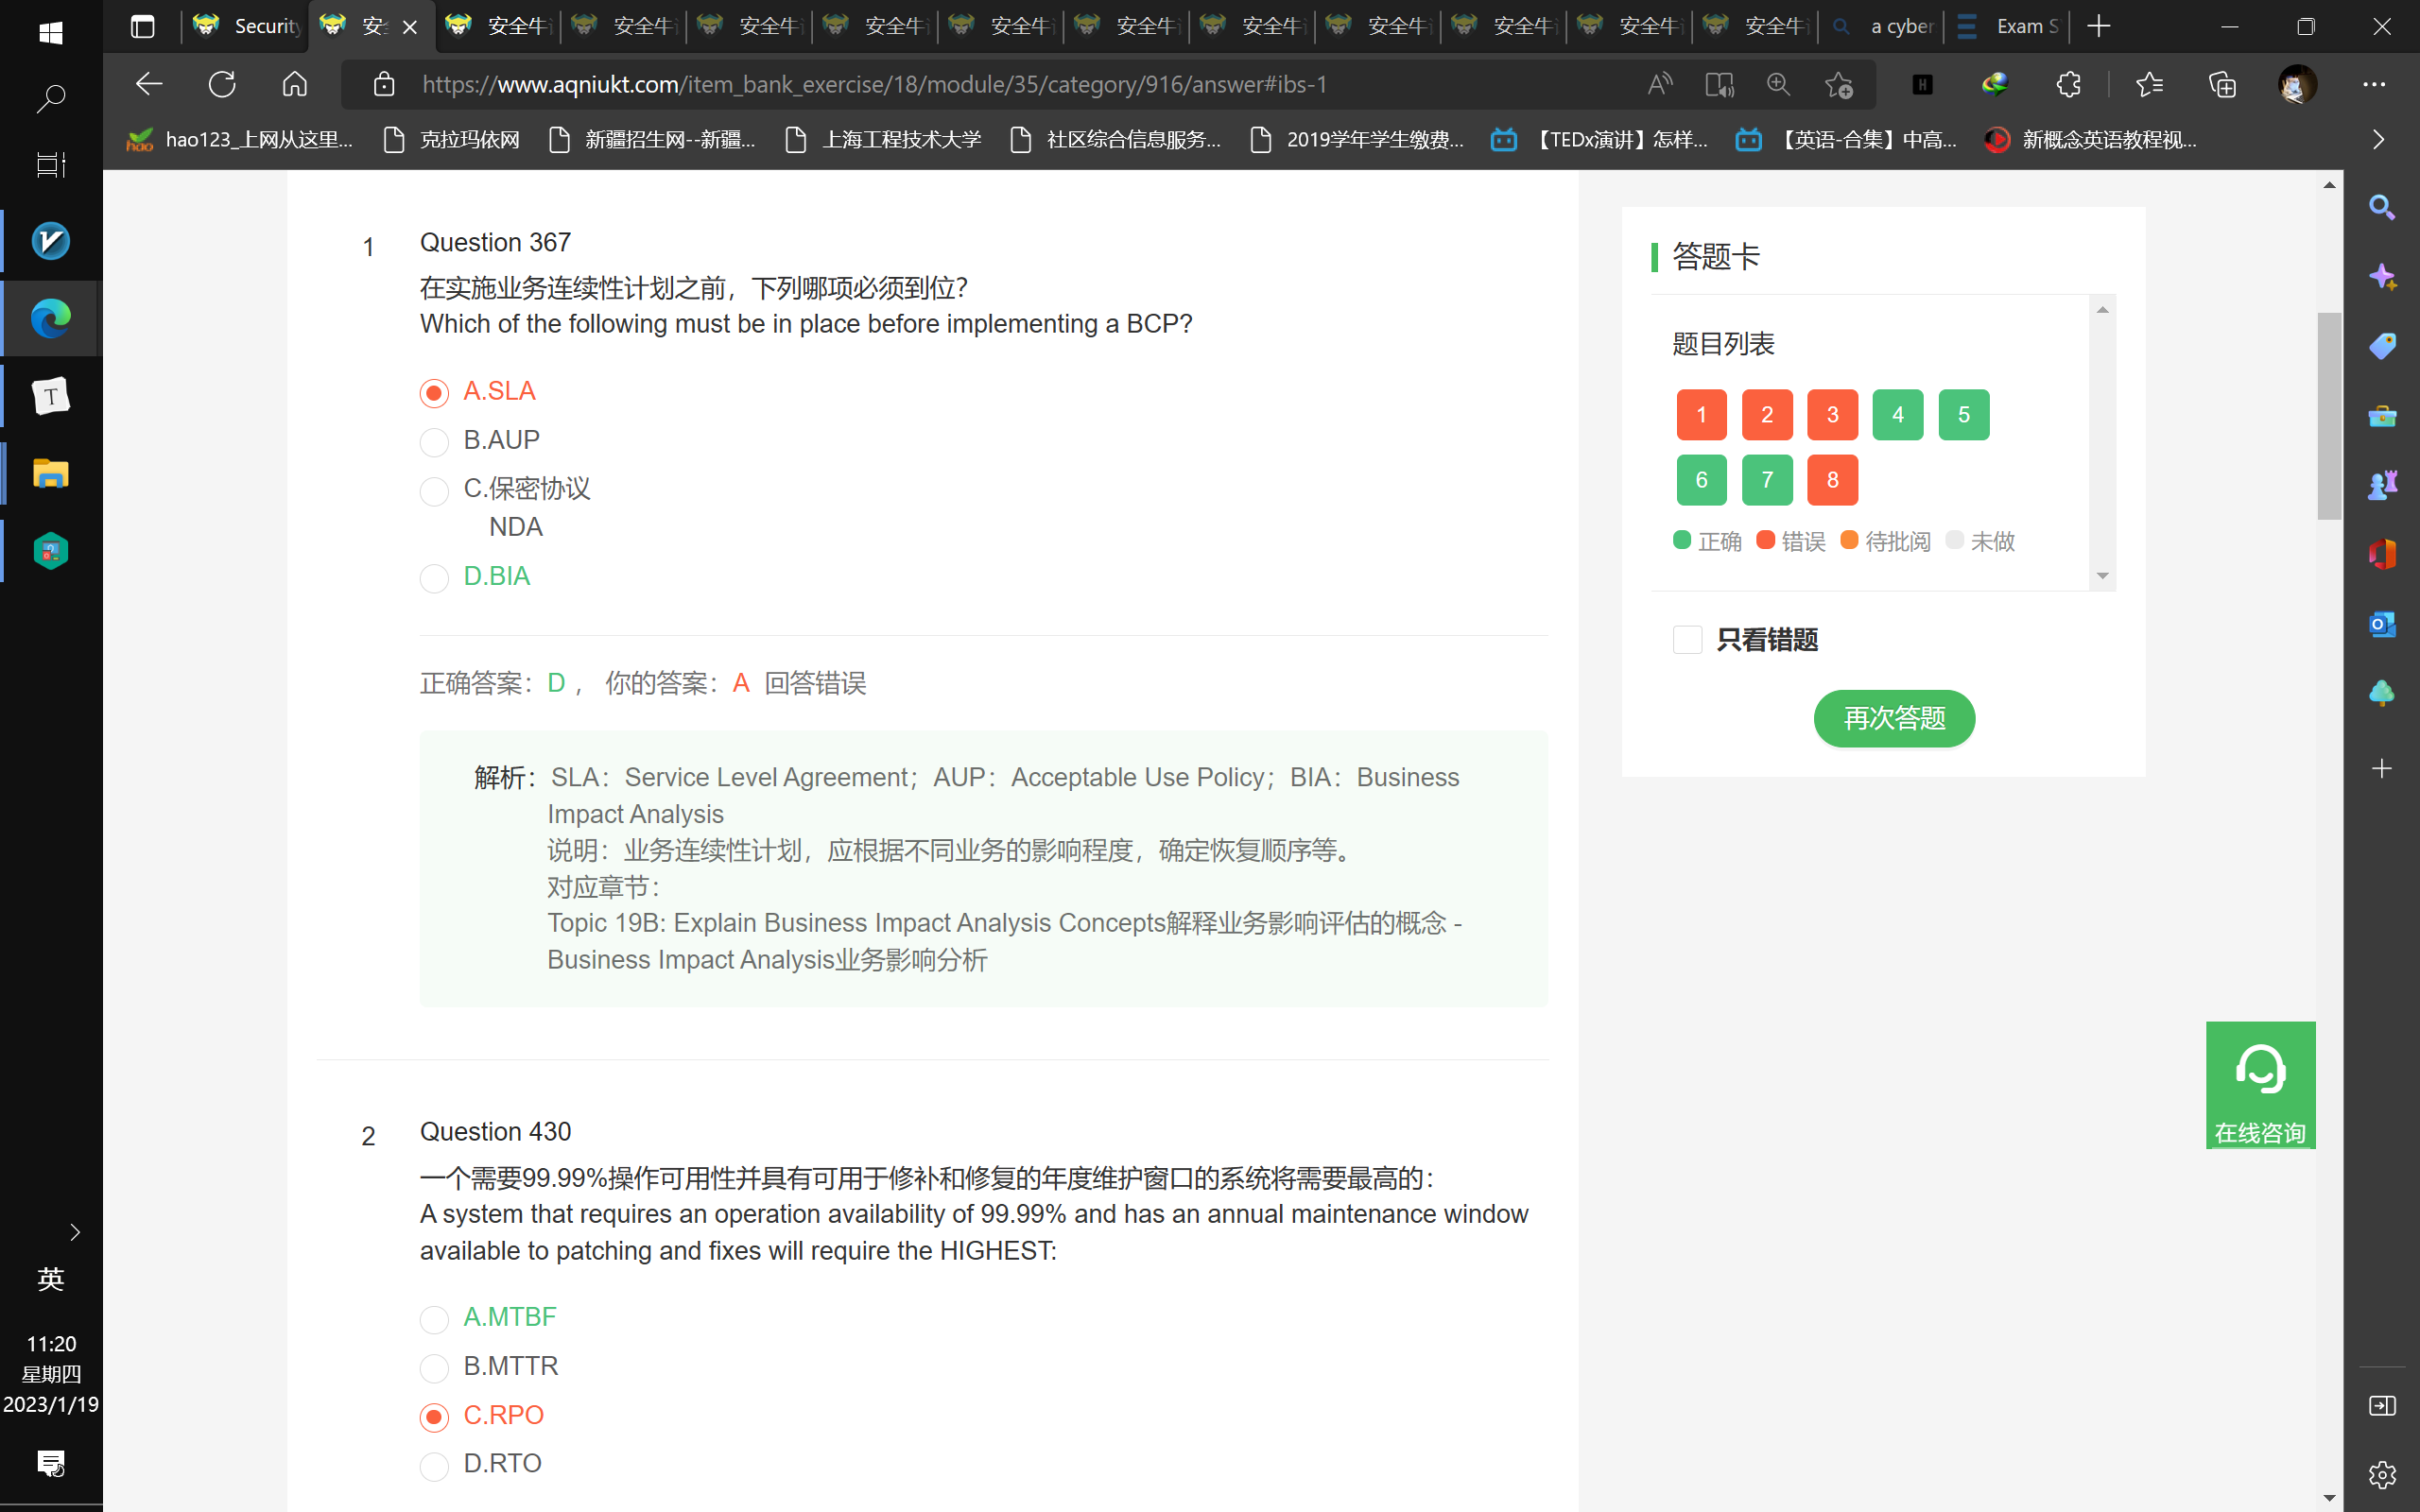 Security
安全
安全牛
安全牛
安全牛
安全牛
安全牛
安全牛
安全牛
安全牛
安全牛
安全牛
安全牛
a cyber
Exam S
https://www.aqniukt.com/item_bank_exercise/18/module/35/category/916/answer#ibs-1
hao123_上网从这里...
克拉玛依网
新疆招生网--新疆...
上海工程技术大学
社区综合信息服务...
2019学年学生缴费...
【TEDx演讲】怎样...
【英语-合集】中高...
新概念英语教程视...
1
Question 367
在实施业务连续性计划之前，下列哪项必须到位？
Which of the following must be in place before implementing a BCP?
A.SLA
B.AUP
C.保密协议
NDA
D.BIA
正确答案：D ， 你的答案：A 回答错误
解析：SLA：Service Level Agreement；AUP：Acceptable Use Policy；BIA：Business
Impact Analysis
说明：业务连续性计划，应根据不同业务的影响程度，确定恢复顺序等。
对应章节：
Topic 19B: Explain Business Impact Analysis Concepts解释业务影响评估的概念 -
Business Impact Analysis业务影响分析
2
Question 430
一个需要99.99%操作可用性并具有可用于修补和修复的年度维护窗口的系统将需要最高的：
A system that requires an operation availability of 99.99% and has an annual maintenance window
available to patching and fixes will require the HIGHEST:
A.MTBF
B.MTTR
C.RPO
D.RTO
答题卡
题目列表
1 2 3 4 5
6 7 8
正确 错误 待批阅 未做
只看错题
再次答题
在线咨询
英
11:20
星期四
2023/1/19